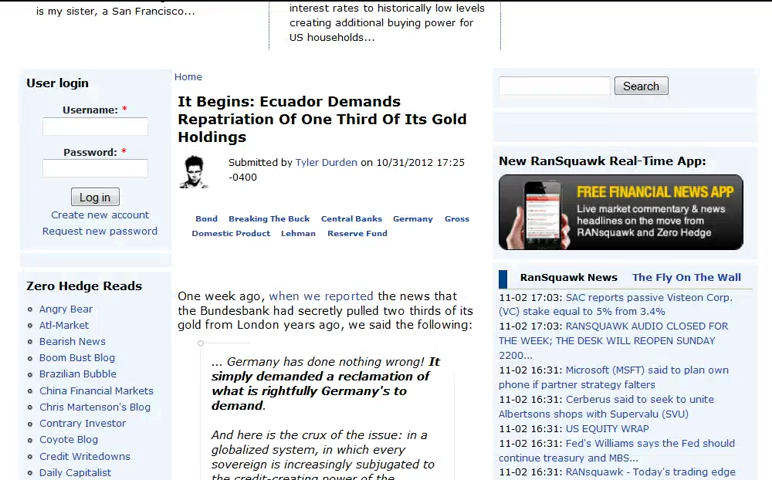 is my sister, a San Francisco...
interest rates to historically low levels
creating additional buying power for
US households...
User login
Username: *
Password: *
Log in
Create new account
Request new password
Zero Hedge Reads
Angry Bear
Atl-Market
Bearish News
Boom Bust Blog
Brazilian Bubble
China Financial Markets
Chris Martenson's Blog
Contrary Investor
Coyote Blog
Credit Writedowns
Daily Capitalist
Home
It Begins: Ecuador Demands
Repatriation Of One Third Of Its Gold
Holdings
Submitted by Tyler Durden on 10/31/2012 17:25
-0400
Bond Breaking The Buck Central Banks Germany Gross
Domestic Product Lehman Reserve Fund
One week ago, when we reported the news that
the Bundesbank had secretly pulled two thirds of its
gold from London years ago, we said the following:
... Germany has done nothing wrong! It
simply demanded a reclamation of
what is rightfully Germany's to
demand.
And here is the crux of the issue: in a
globalized system, in which every
sovereign is increasingly subjugated to
the credit-creating power of the
Search
New RanSquawk Real-Time App:
FREE FINANCIAL NEWS APP
Live market commentary & news
headlines on the move from
RANsquawk and Zero Hedge
RanSquawk News The Fly On The Wall
11-02 17:03: SAC reports passive Visteon Corp.
(VC) stake equal to 5% from 3.4%
11-02 17:03: RANSQUAWK AUDIO CLOSED FOR
THE WEEK; THE DESK WILL REOPEN SUNDAY
2200...
11-02 16:31: Microsoft (MSFT) said to plan own
phone if partner strategy falters
11-02 16:31: Cerberus said to seek to unite
Albertsons shops with Supervalu (SVU)
11-02 16:31: US EQUITY WRAP
11-02 16:31: Fed's Williams says the Fed should
continue treasury and MBS...
11-02 16:31: RANsquawk - Today's trading edge